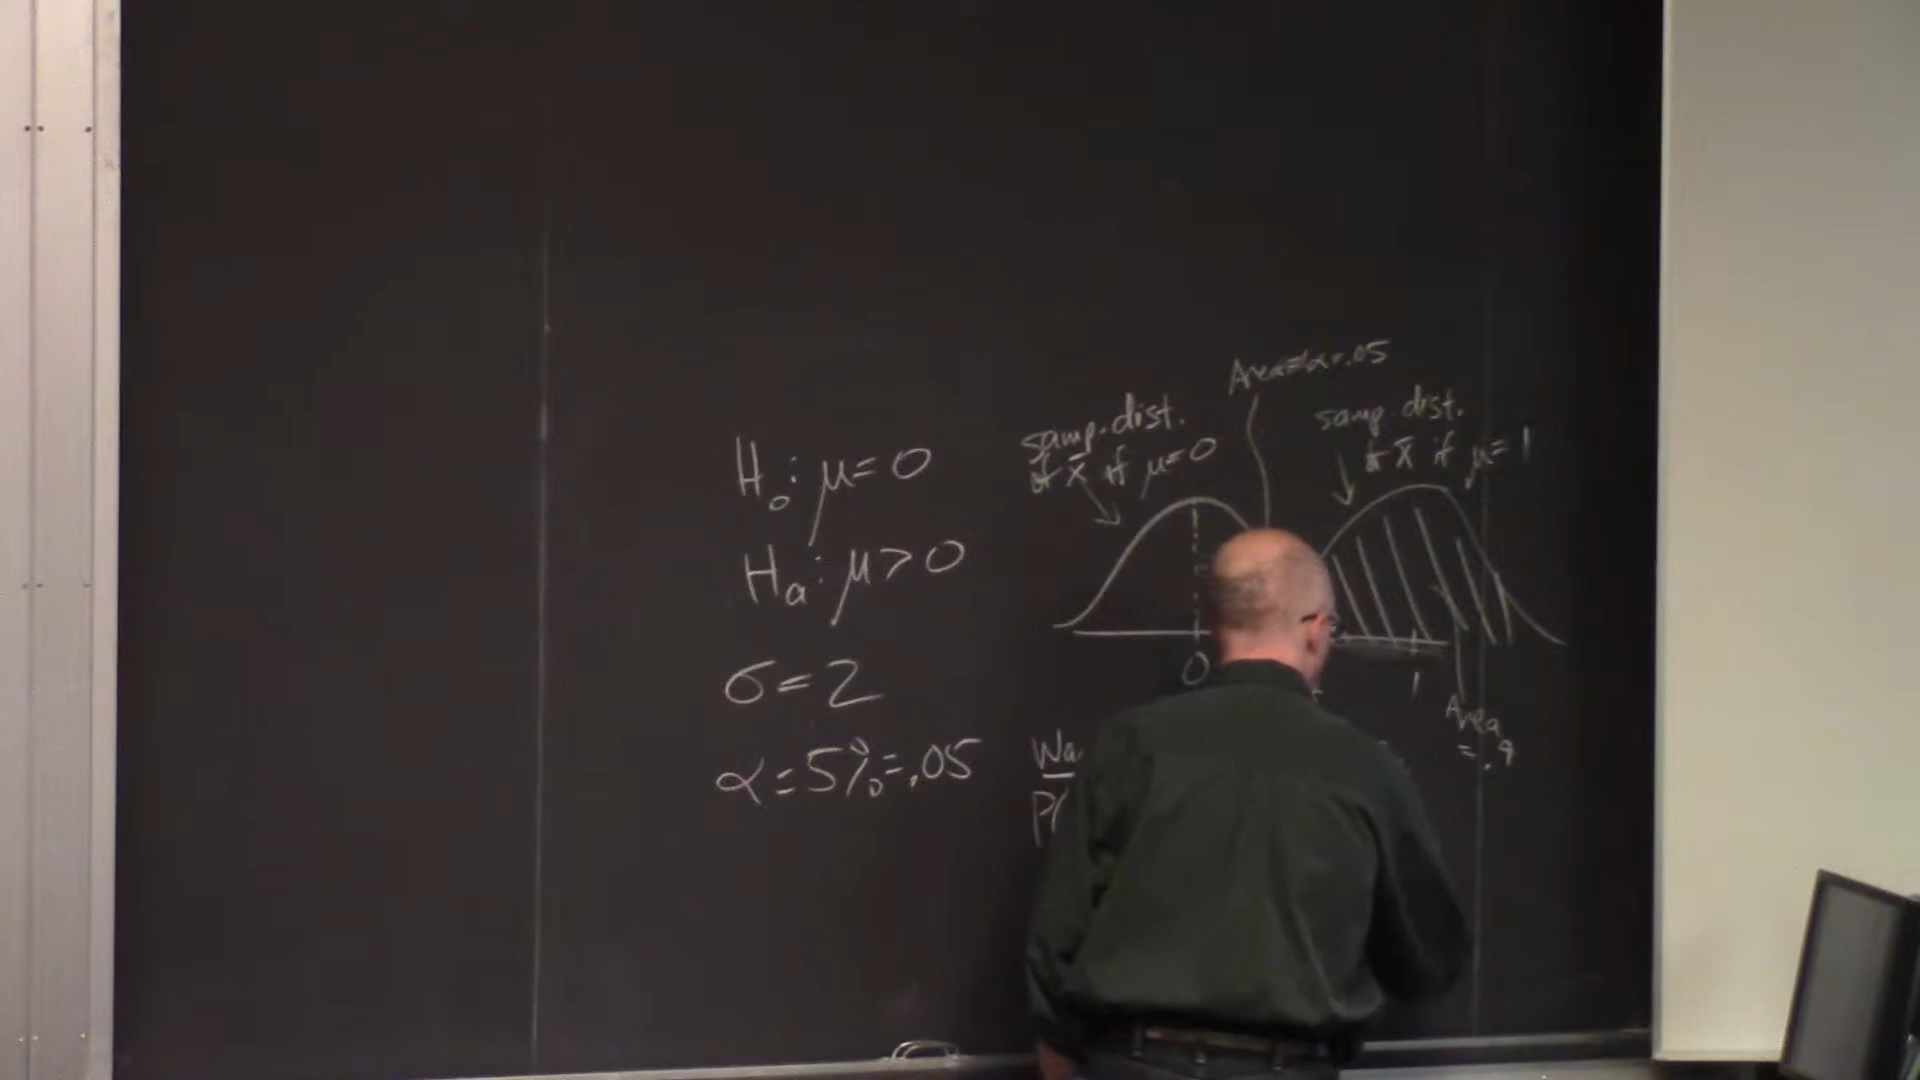 H₀: μ = 0
Hₐ: μ > 0
σ = 2
α = 5% = .05
samp. dist.
of x̄ if μ = 0
Area = α = .05
samp. dist.
of x̄ if μ = 1
0
1
Area
= .9
Wa
P(